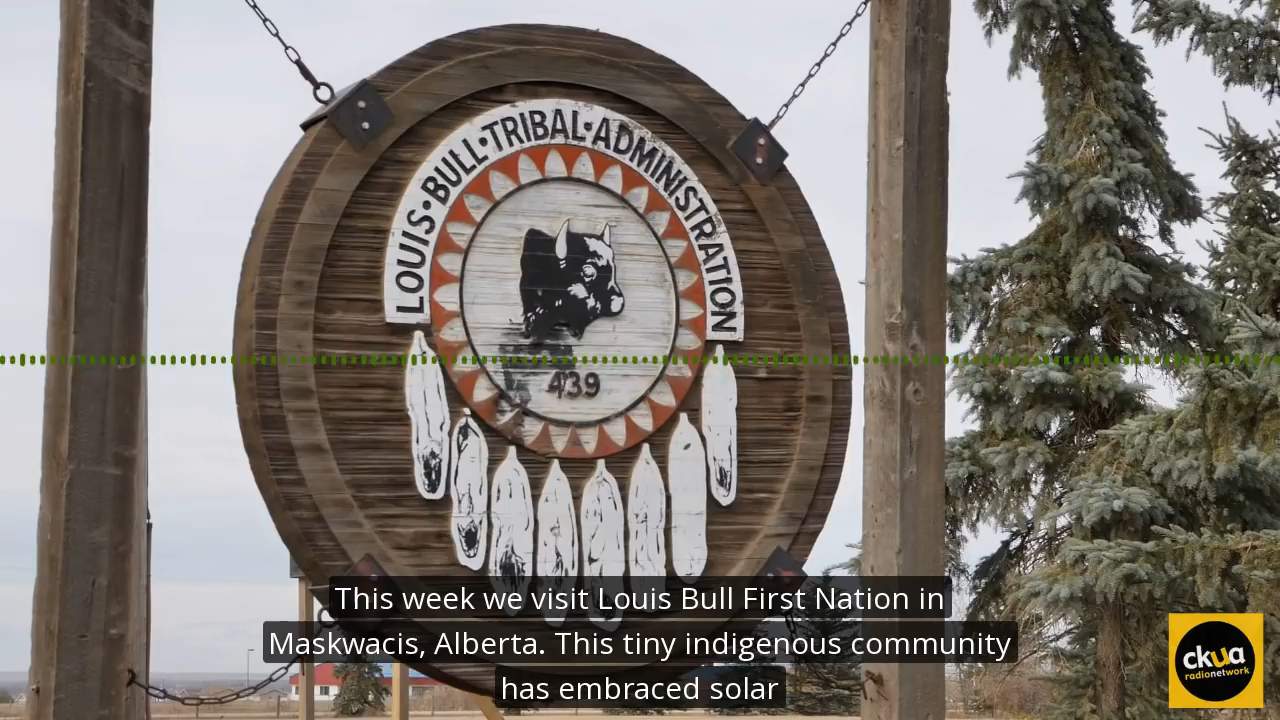 LOUIS•BULL•TRIBAL•ADMINISTRATION
439
This week we visit Louis Bull First Nation in
Maskwacis, Alberta. This tiny indigenous community
has embraced solar
ckua
radionetwork